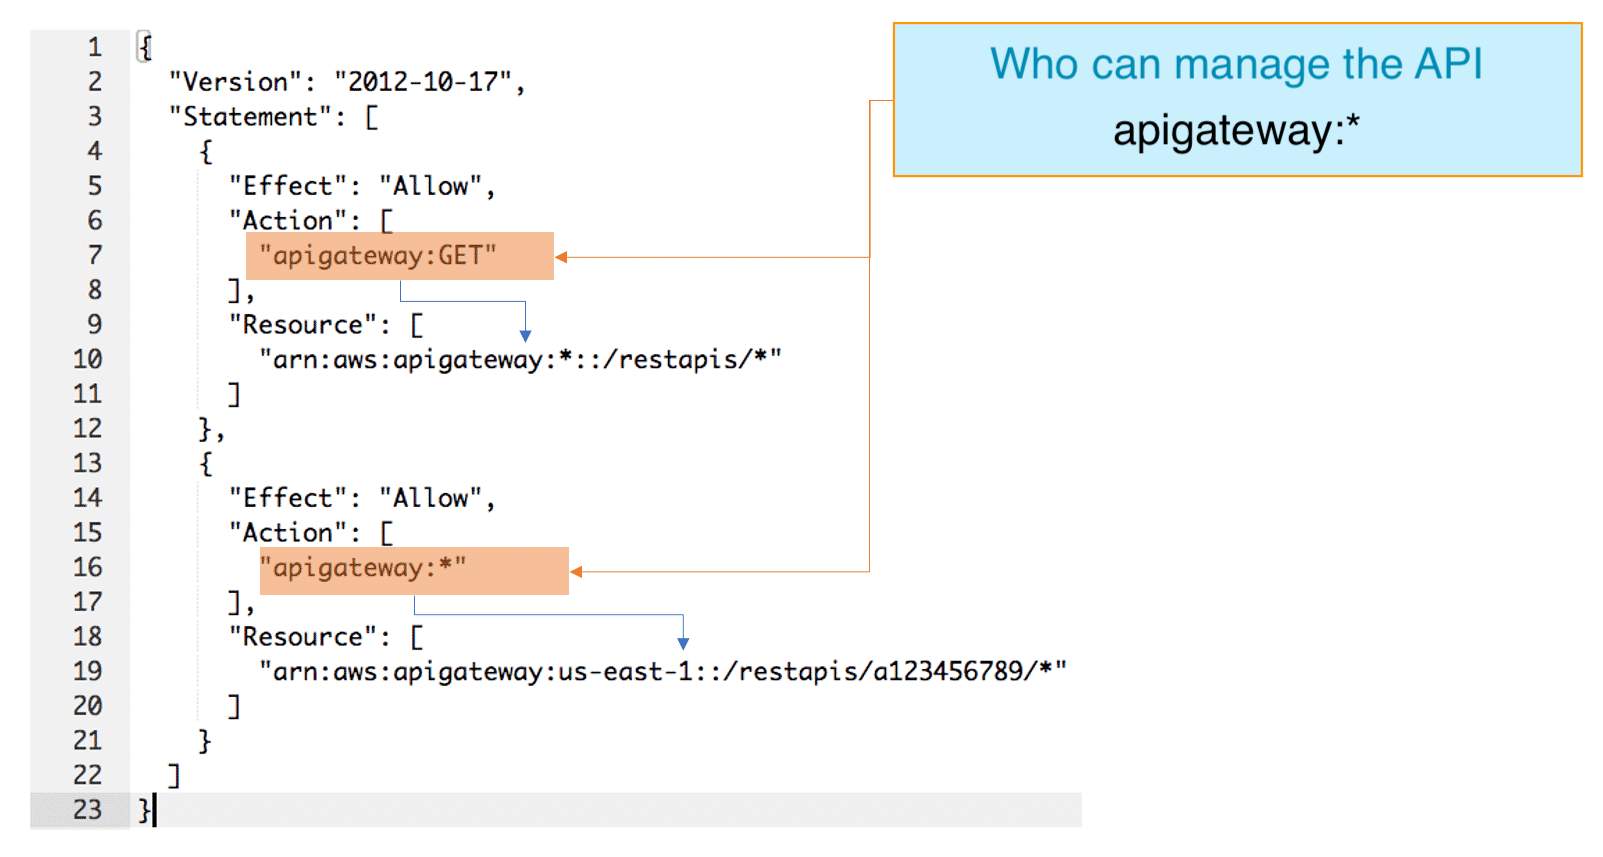 1 {
2 "Version": "2012-10-17",
3 "Statement": [
4 {
5 "Effect": "Allow",
6 "Action": [
7 "apigateway:GET"
8 ],
9 "Resource": [
10 "arn:aws:apigateway:*::/restapis/*"
11 ]
12 },
13 {
14 "Effect": "Allow",
15 "Action": [
16 "apigateway:*"
17 ],
18 "Resource": [
19 "arn:aws:apigateway:us-east-1::/restapis/a123456789/*"
20 ]
21 }
22 ]
23 }
Who can manage the API
apigateway:*